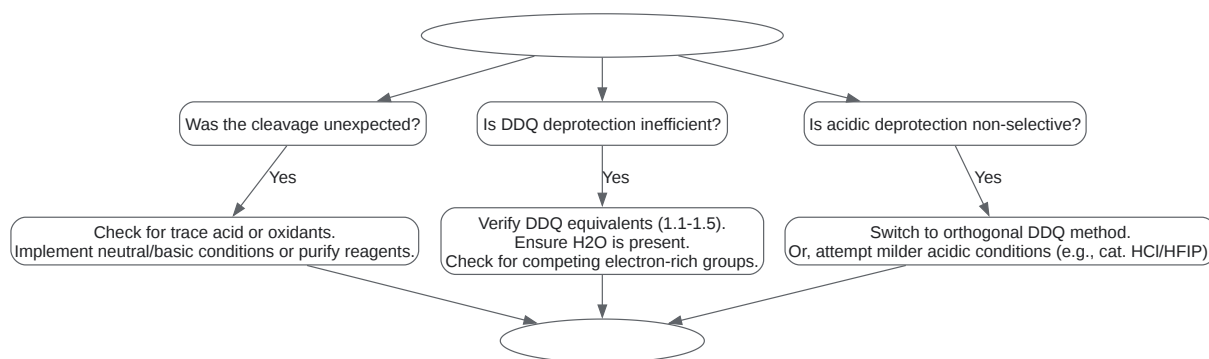 Was the cleavage unexpected?
Is DDQ deprotection inefficient?
Is acidic deprotection non-selective?
Yes
Yes
Yes
Check for trace acid or oxidants.
Implement neutral/basic conditions or purify reagents.
Verify DDQ equivalents (1.1-1.5).
Ensure H2O is present.
Check for competing electron-rich groups.
Switch to orthogonal DDQ method.
Or, attempt milder acidic conditions (e.g., cat. HCl/HFIP)